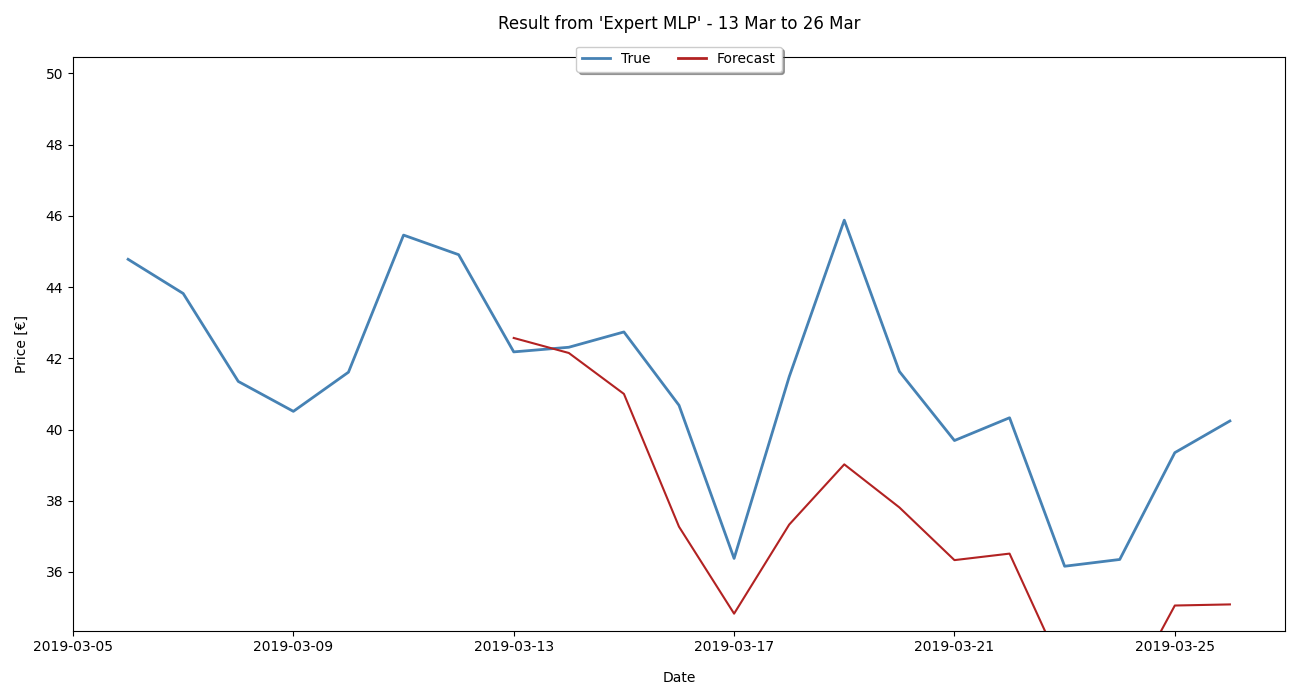 Result from 'Expert MLP' - 13 Mar to 26 Mar
True Forecast
50
48
46
44
42
40
38
36
Price [€]
2019-03-05 2019-03-09 2019-03-13 2019-03-17 2019-03-21 2019-03-25
Date